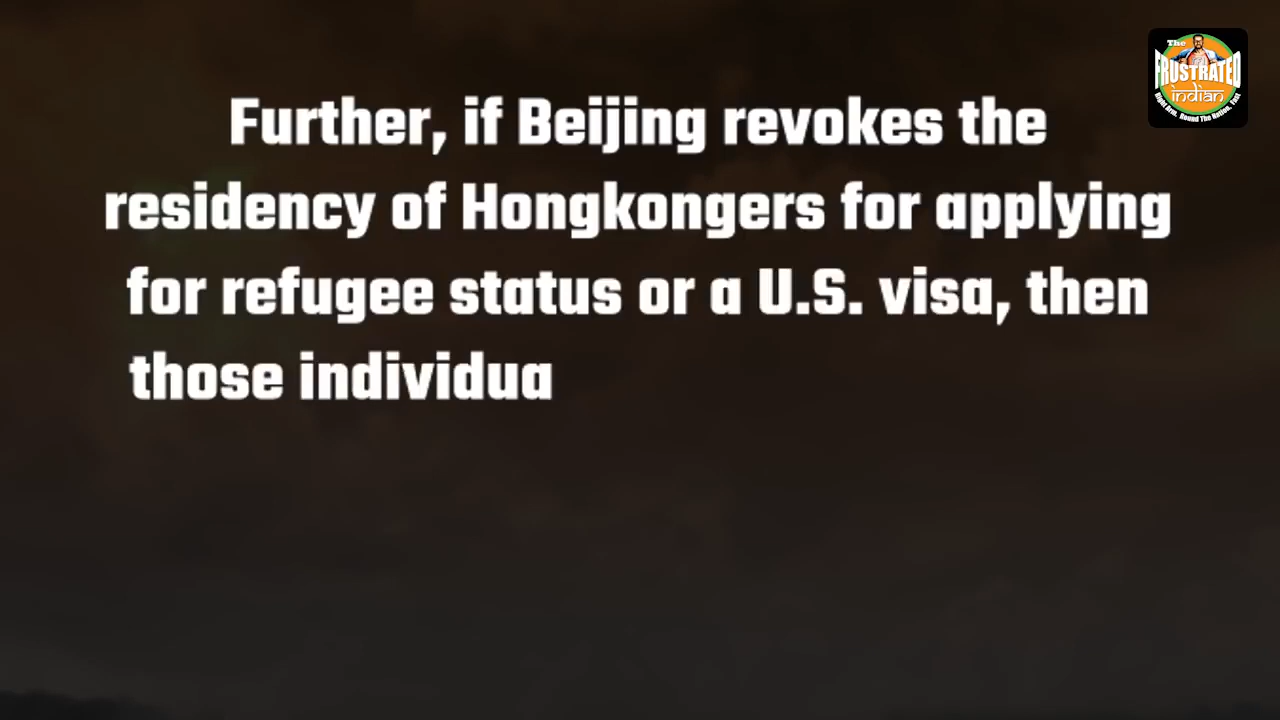 Further, if Beijing revokes the
residency of Hongkongers for applying
for refugee status or a U.S. visa, then
those individua
The
FRUSTRATED
indian